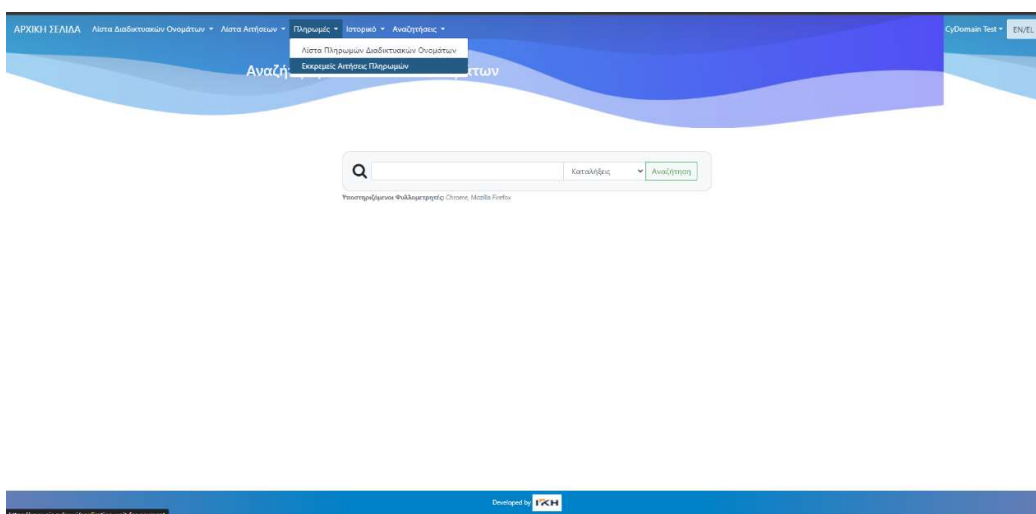 ΑΡΧΙΚΗ ΣΕΛΙΔΑ Λίστα Διαδικτυακών Ονομάτων Λίστα Αιτήσεων Πληρωμές Ιστορικό Αναζητήσεις CyDomain Test EN/EL
Λίστα Πληρωμών Διαδικτυακών Ονομάτων
Εκκρεμείς Αιτήσεις Πληρωμών
Καταλήξεις Αναζήτηση
Υποστηριζόμενοι Φυλλομετρητές: Chrome, Mozilla Firefox
Developed by